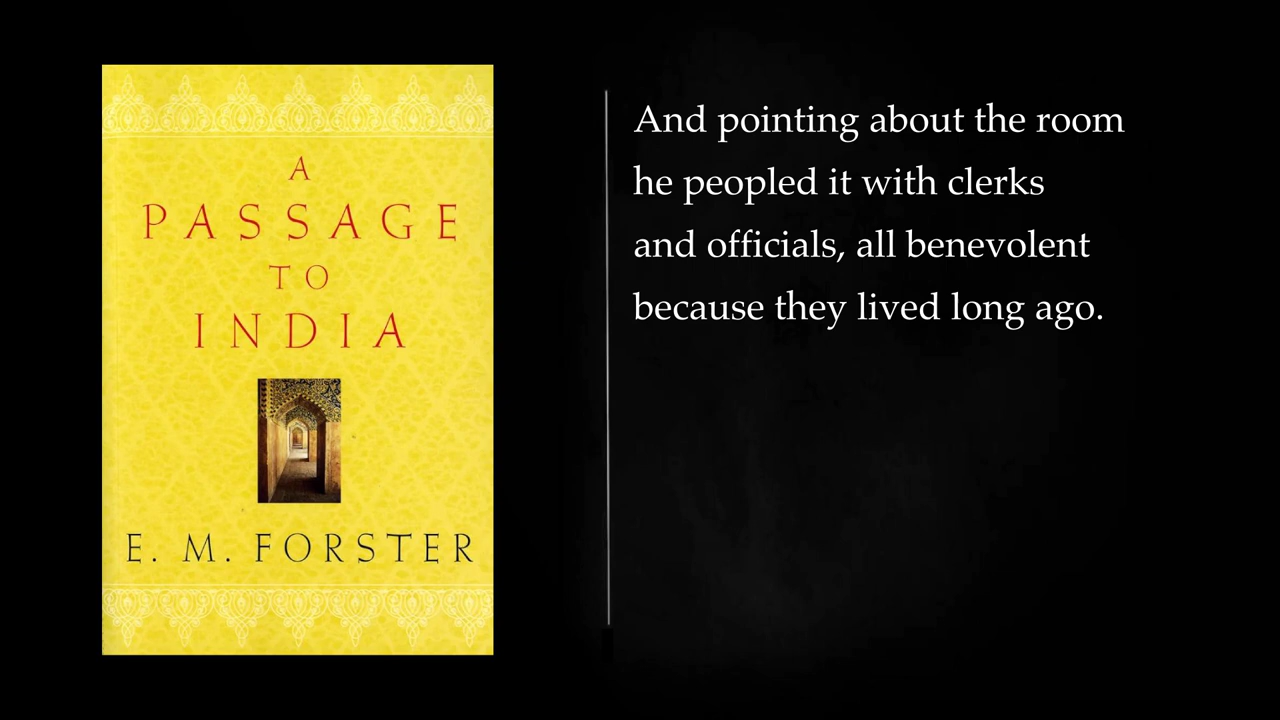 A
PASSAGE
TO
INDIA
E. M. FORSTER
And pointing about the room
he peopled it with clerks
and officials, all benevolent
because they lived long ago.